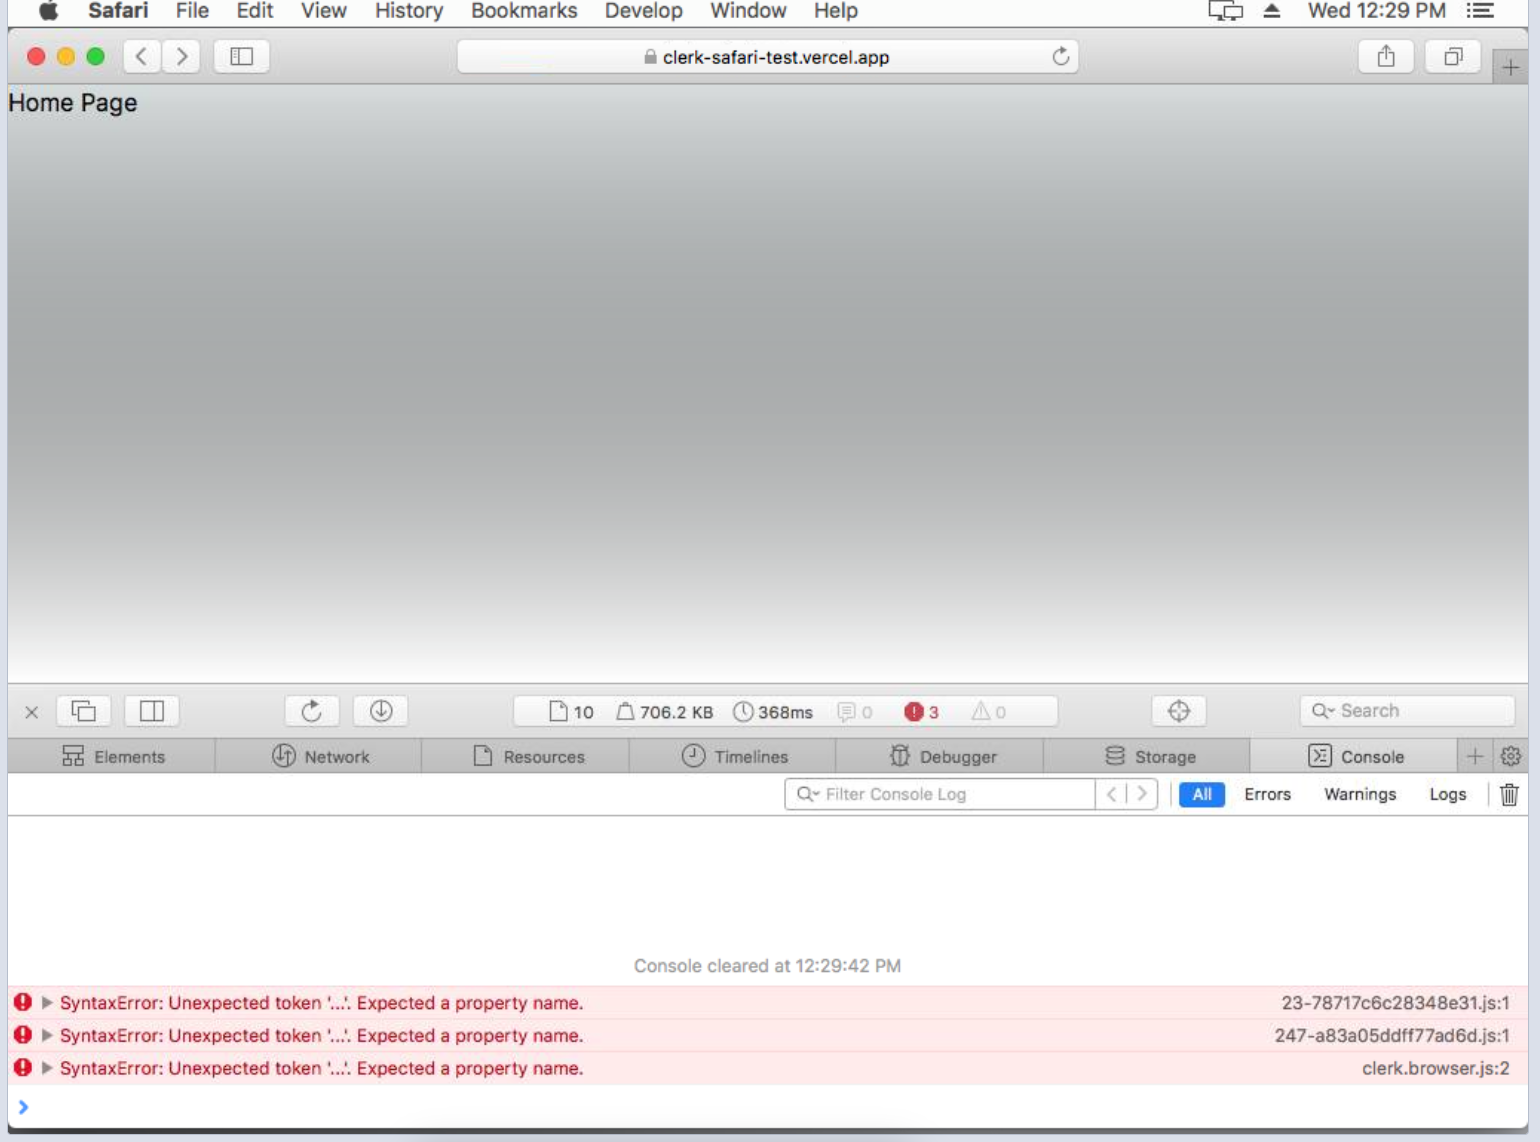 Safari File Edit View History Bookmarks Develop Window Help Wed 12:29 PM
clerk-safari-test.vercel.app
Home Page
10 706.2 KB 368ms 0 3 0 Search
Elements Network Resources Timelines Debugger Storage Console
Filter Console Log All Errors Warnings Logs
Console cleared at 12:29:42 PM
SyntaxError: Unexpected token '...'. Expected a property name. 23-78717c6c28348e31.js:1
SyntaxError: Unexpected token '...'. Expected a property name. 247-a83a05ddff77ad6d.js:1
SyntaxError: Unexpected token '...'. Expected a property name. clerk.browser.js:2